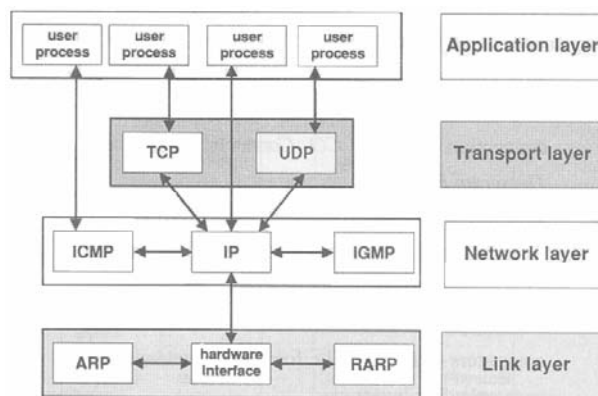 user
process
user
process
user
process
user
process
Application layer
TCP
UDP
Transport layer
ICMP
IP
IGMP
Network layer
ARP
hardware
Interface
RARP
Link layer